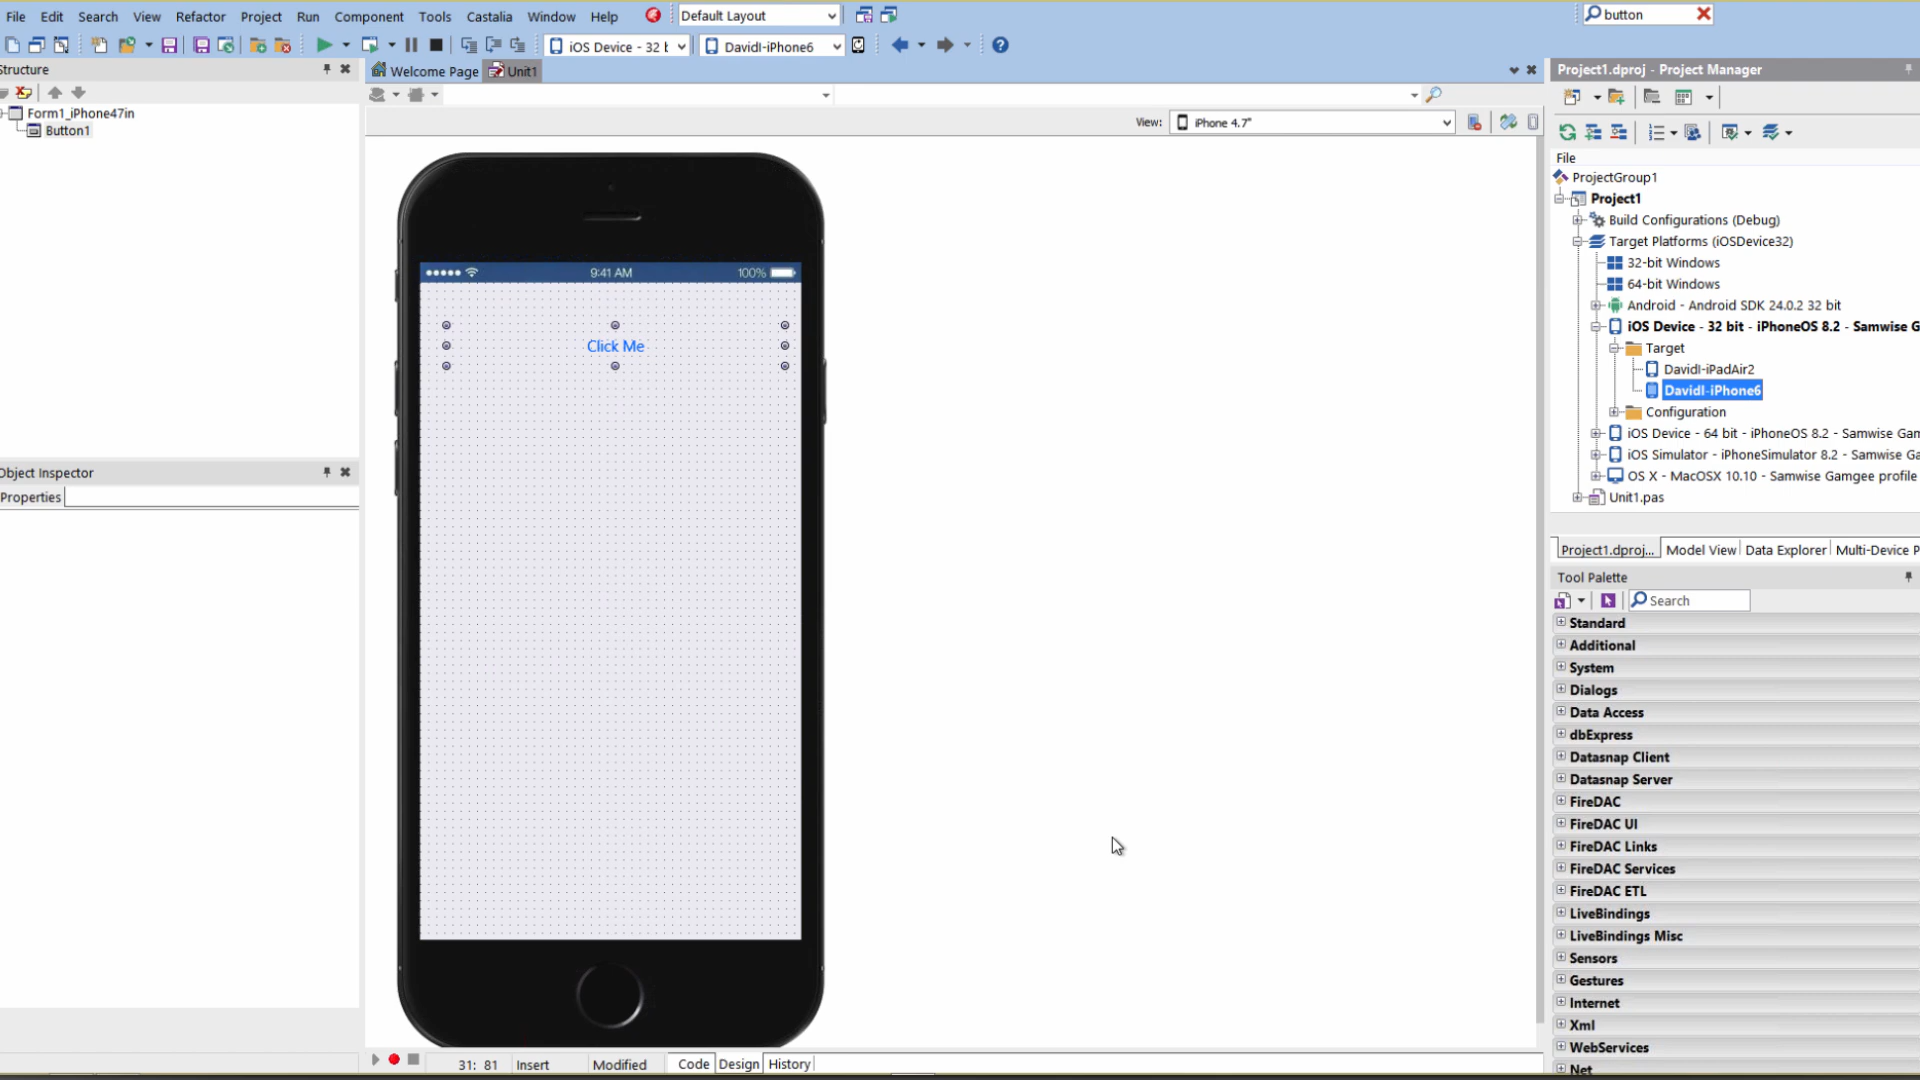 File Edit Search View Refactor Project Run Component Tools Castalia Window Help Default Layout button
iOS Device - 32 t DavidI-iPhone6
Structure
Welcome Page Unit1
Project1.dproj - Project Manager
Form1_iPhone47in
Button1
View: iPhone 4.7"
File
ProjectGroup1
Project1
Build Configurations (Debug)
Target Platforms (iOSDevice32)
32-bit Windows
64-bit Windows
Android - Android SDK 24.0.2 32 bit
iOS Device - 32 bit - iPhoneOS 8.2 - Samwise G
Target
DavidI-iPadAir2
DavidI-iPhone6
Configuration
iOS Device - 64 bit - iPhoneOS 8.2 - Samwise Gam
iOS Simulator - iPhoneSimulator 8.2 - Samwise Ga
OS X - MacOSX 10.10 - Samwise Gamgee profile
Unit1.pas
9:41 AM 100%
Click Me
Object Inspector
Properties
Project1.dproj... Model View Data Explorer Multi-Device P
Tool Palette
Search
Standard
Additional
System
Dialogs
Data Access
dbExpress
Datasnap Client
Datasnap Server
FireDAC
FireDAC UI
FireDAC Links
FireDAC Services
FireDAC ETL
LiveBindings
LiveBindings Misc
Sensors
Gestures
Internet
Xml
WebServices
Net
31: 81 Insert Modified Code Design History